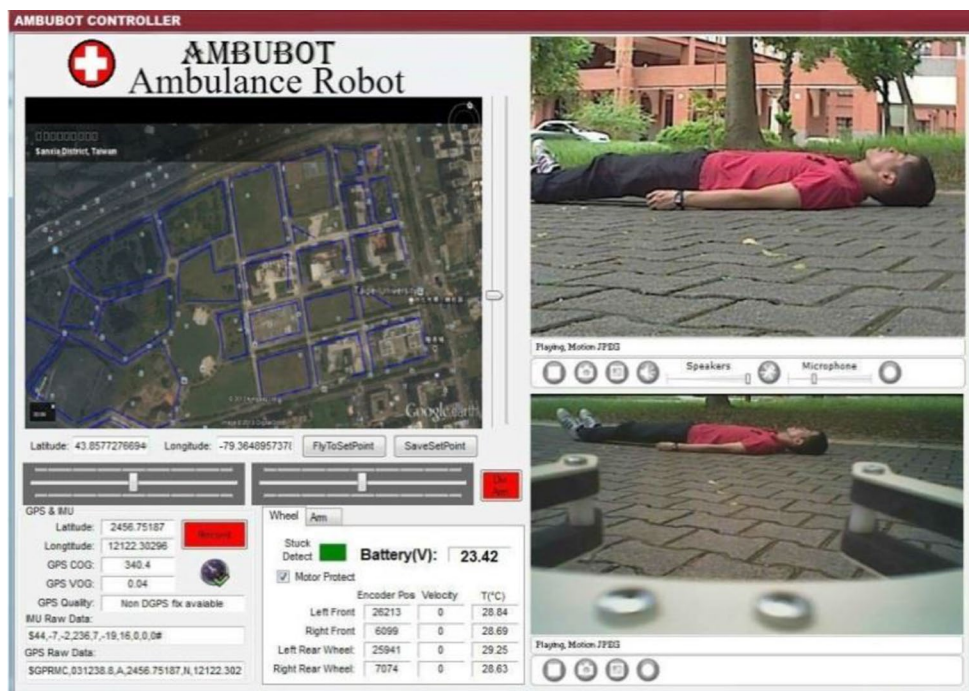 AMBUBOT CONTROLLER
AMBUBOT
Ambulance Robot
Sanxia District, Taiwan
Google earth
Latitude: 43.8577276694 Longitude: -79.364895737 FlyToSetPoint SaveSetPoint
GPS & IMU
Latitude: 2456.75187
Longtitude: 12122.30296
GPS COG: 340.4
GPS VOG: 0.04
GPS Quality: Non DGPS fix avaiable
IMU Raw Data:
$44,-7,-2,236,7,-19,16,0,0,0#
GPS Raw Data:
$GPRMC,031238.8,A,2456.75187,N,12122.302
Wheel Arm
Stuck
Detect Battery(V): 23.42
Motor Protect
Encoder Pos Velocity T(°C)
Left Front 26213 0 28.84
Right Front 6099 0 28.69
Left Rear Wheel: 25941 0 29.25
Right Rear Wheel: 7074 0 28.63
Playing, Motion JPEG
Speakers Microphone
Playing, Motion JPEG